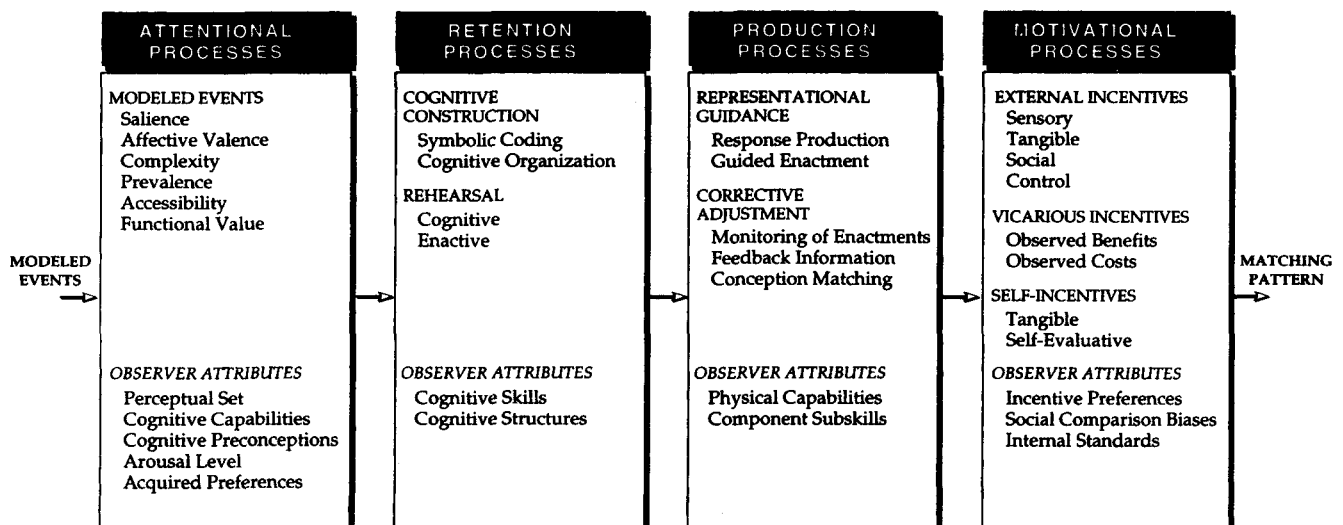 ATTENTIONAL
PROCESSES
MODELED EVENTS
Salience
Affective Valence
Complexity
Prevalence
Accessibility
Functional Value
OBSERVER ATTRIBUTES
Perceptual Set
Cognitive Capabilities
Cognitive Preconceptions
Arousal Level
Acquired Preferences
MODELED
EVENTS
RETENTION
PROCESSES
COGNITIVE
CONSTRUCTION
Symbolic Coding
Cognitive Organization
REHEARSAL
Cognitive
Enactive
OBSERVER ATTRIBUTES
Cognitive Skills
Cognitive Structures
PRODUCTION
PROCESSES
REPRESENTATIONAL
GUIDANCE
Response Production
Guided Enactment
CORRECTIVE
ADJUSTMENT
Monitoring of Enactments
Feedback Information
Conception Matching
OBSERVER ATTRIBUTES
Physical Capabilities
Component Subskills
MOTIVATIONAL
PROCESSES
EXTERNAL INCENTIVES
Sensory
Tangible
Social
Control
VICARIOUS INCENTIVES
Observed Benefits
Observed Costs
SELF-INCENTIVES
Tangible
Self-Evaluative
OBSERVER ATTRIBUTES
Incentive Preferences
Social Comparison Biases
Internal Standards
MATCHING
PATTERN